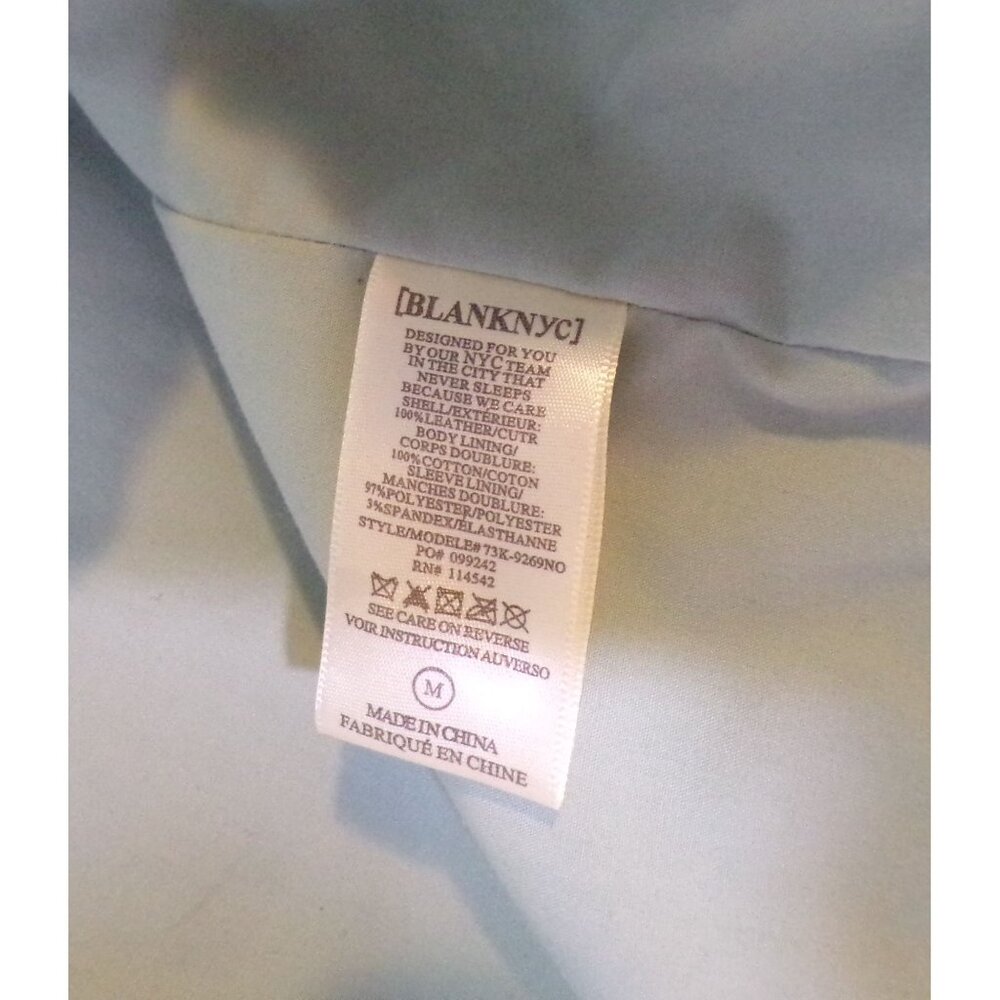 [BLANKNYC]
DESIGNED FOR YOU
BY OUR NYC TEAM
IN THE CITY THAT
NEVER SLEEPS
BECAUSE WE CARE
SHELL/EXTÉRIEUR:
100%LEATHER/CUTR
BODY LINING/
CORPS DOUBLURE:
100%COTTON/COTON
SLEEVE LINING/
MANCHES DOUBLURE:
97%POLYESTER/POLYESTER
3%SPANDEX/ÉLASTHANNE
STYLE/MODELE# 73K-9269NO
PO# 099242
RN# 114542
SEE CARE ON REVERSE
VOIR INSTRUCTION AUVERSO
M
MADE IN CHINA
FABRIQUÉ EN CHINE